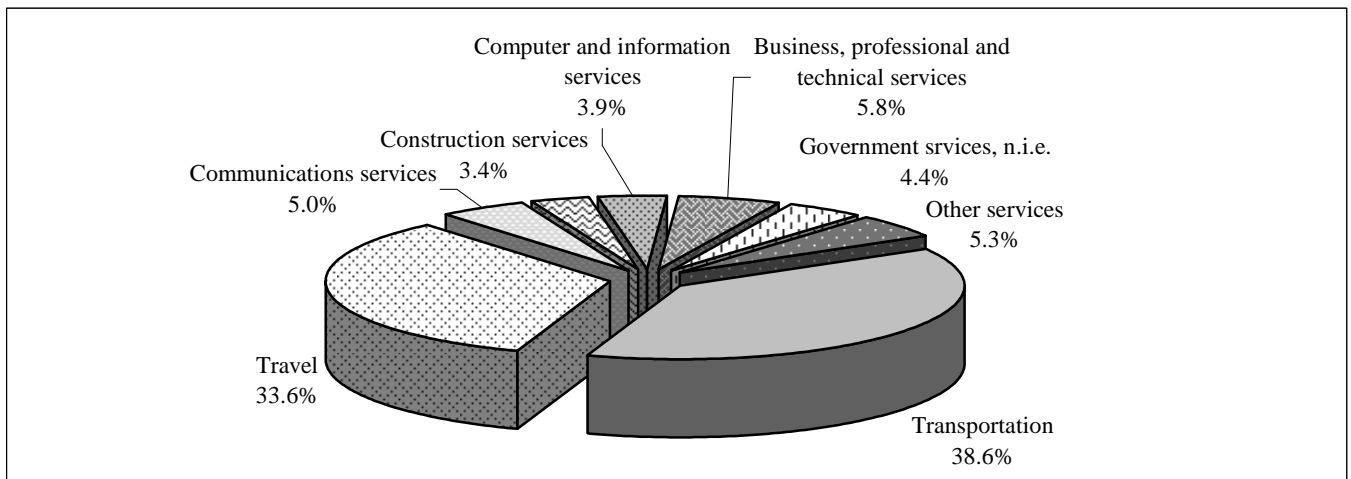 Computer and information
services
3.9%
Business, professional and
technical services
5.8%
Construction services
3.4%
Government srvices, n.i.e.
4.4%
Communications services
5.0%
Other services
5.3%
Travel
33.6%
Transportation
38.6%